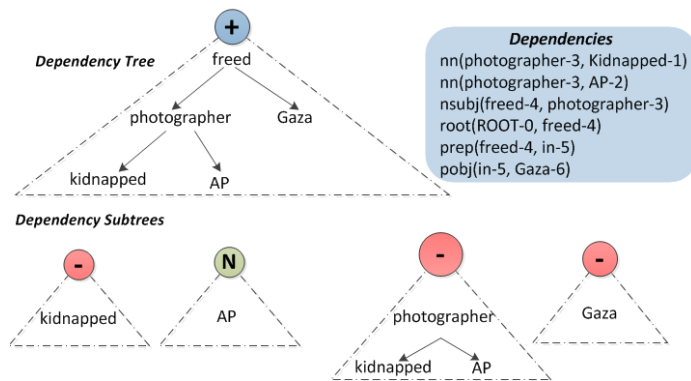 +
Dependency Tree
freed
photographer
Gaza
kidnapped
AP
Dependencies
nn(photographer-3, Kidnapped-1)
nn(photographer-3, AP-2)
nsubj(freed-4, photographer-3)
root(ROOT-0, freed-4)
prep(freed-4, in-5)
pobj(in-5, Gaza-6)
Dependency Subtrees
-
kidnapped
N
AP
-
photographer
kidnapped
AP
-
Gaza